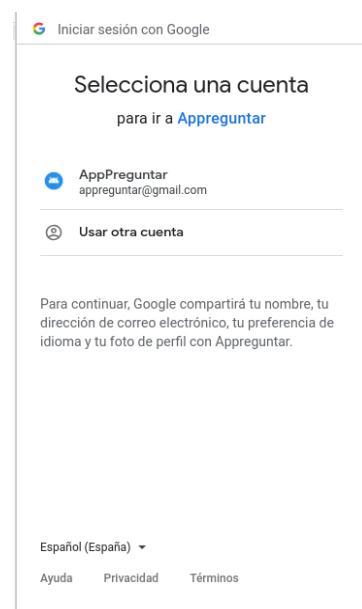 Iniciar sesión con Google
Selecciona una cuenta
para ir a Appreguntar
AppPreguntar
appreguntar@gmail.com
Usar otra cuenta
Para continuar, Google compartirá tu nombre, tu
dirección de correo electrónico, tu preferencia de
idioma y tu foto de perfil con Appreguntar.
Español (España)
Ayuda Privacidad Términos